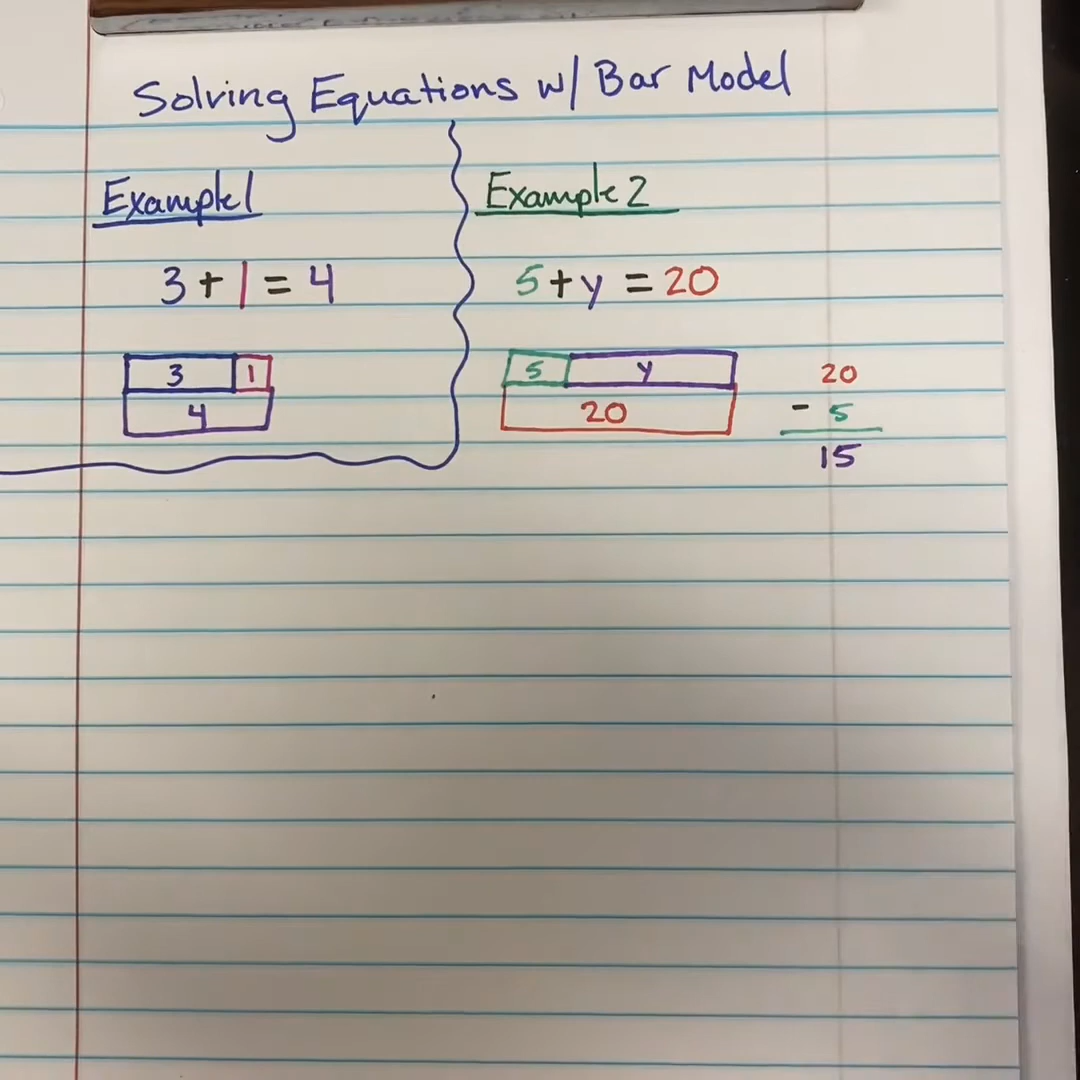 Solving Equations w/ Bar Model
Example 1
3 + 1 = 4
3 1
4
Example 2
5 + y = 20
5 y
20
20
- 5
15